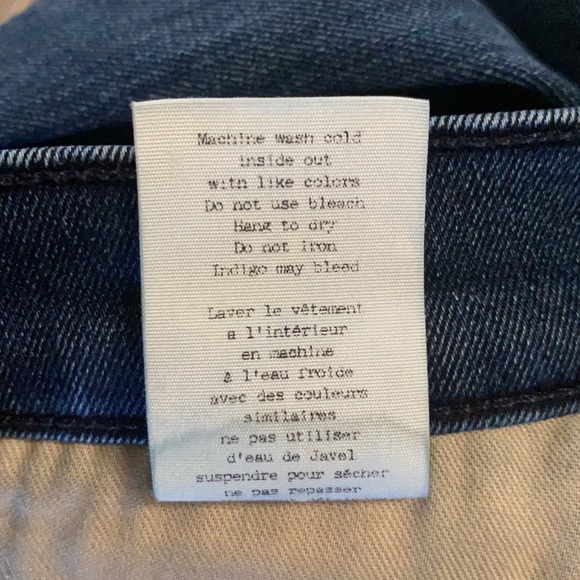 Machine wash cold
inside out
with like colors
Do not use bleach
Hang to dry
Do not iron
Indigo may bleed
Laver le vêtement
a l'intérieur
en machine
à l'eau froide
avec des couleurs
similaires
ne pas utiliser
d'eau de Javel
suspendre pour sécher
ne pas repasser